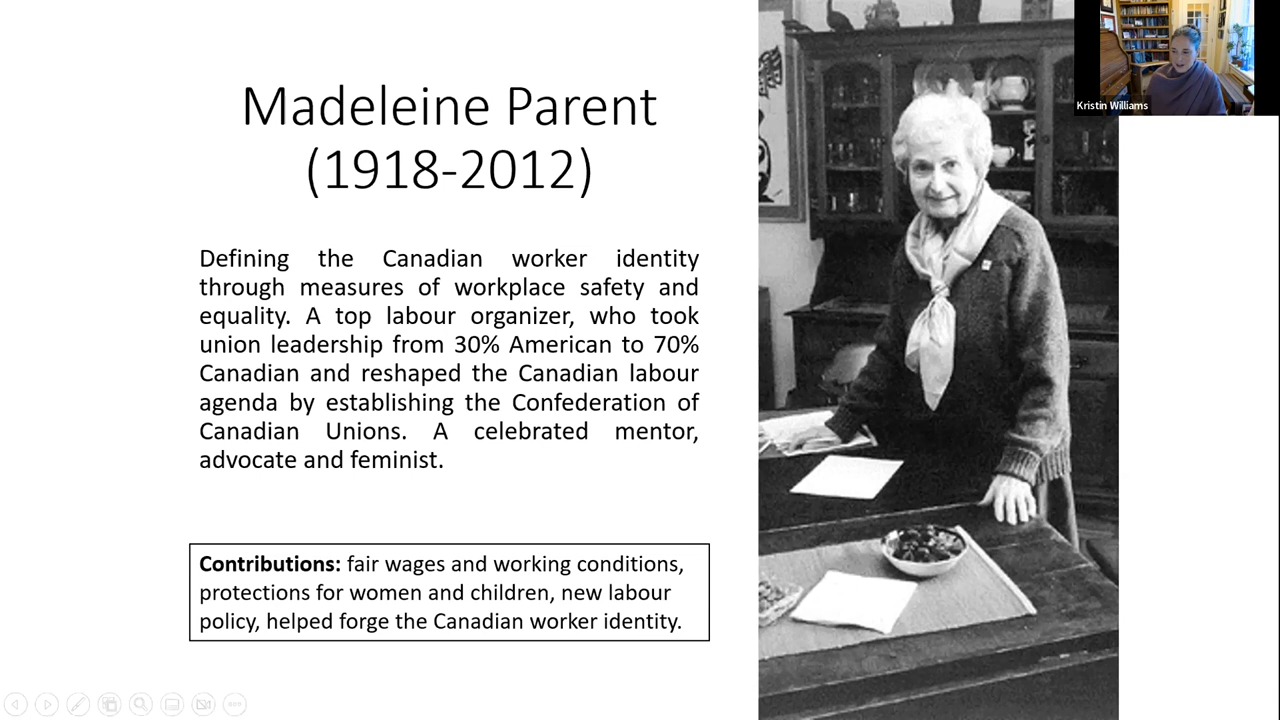 Madeleine Parent
(1918-2012)
Defining the Canadian worker identity
through measures of workplace safety and
equality. A top labour organizer, who took
union leadership from 30% American to 70%
Canadian and reshaped the Canadian labour
agenda by establishing the Confederation of
Canadian Unions. A celebrated mentor,
advocate and feminist.
Contributions: fair wages and working conditions,
protections for women and children, new labour
policy, helped forge the Canadian worker identity.
Kristin Williams